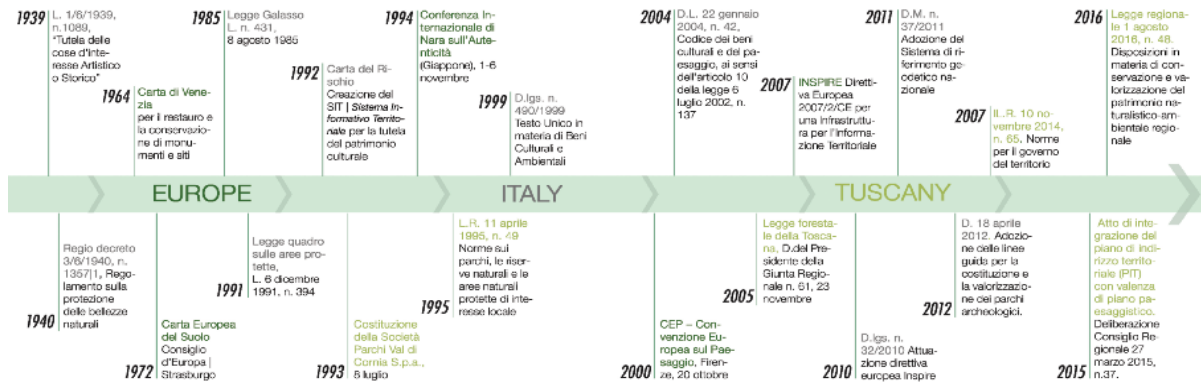 1939 L. 1/6/1939,
n.1089,
"Tutela delle
cose d'inte-
resse Artistico
o Storico"
1964 Carta di Vene-
zia
per il restauro e
la conservazio-
ne di monu-
menti e siti
1985 Legge Galasso
L. n. 431,
8 agosto 1985
1992 Carta del Ri-
schio
Creazione del
SIT | Sistema In-
formativo Territo-
riale per la tutela
del patrimonio
culturale
1994 Conferenza In-
ternazionale di
Nara sull'Aute-
nticità
(Giappone), 1-6
novembre
1999 D.lgs. n.
490/1999
Testo Unico in
materia di Beni
Culturali e
Ambientali
2004 D.L. 22 gennaio
2004, n. 42,
Codice dei beni
culturali e del pa-
esaggio, ai sensi
dell'articolo 10
della legge 6
luglio 2002, n.
137
2007 INSPIRE Diretti-
va Europea
2007/2/CE per
una Infrastruttu-
ra per l'Informa-
zione Territoriale
2011 D.M. n.
37/2011
Adozione del
Sistema di ri-
ferimento ge-
odetico na-
zionale
2007 IL.R. 10 no-
vembre 2014,
n. 65. Norme
per il governo
del territorio
2016 Legge regiona-
le 1 agosto
2016, n. 48.
Disposizioni in
materia di con-
servazione e va-
lorizzazione del
patrimonio na-
turalistico-am-
bientale regio-
nale
EUROPE ITALY TUSCANY
1940 Regio decreto
3/6/1940, n.
1357|1, Rego-
lamento sulla
protezione
delle bellezze
naturali
1972 Carta Europea
del Suolo
Consiglio
d'Europa |
Strasburgo
1991 Legge quadro
sulle aree pro-
tette,
L. 6 dicembre
1991, n. 394
1993 Costituzione
della Società
Parchi Val di
Cornia S.p.a.,
8 luglio
1995 L.R. 11 aprile
1995, n. 49
Norme sui
parchi, le riser-
ve naturali e le
aree naturali
protette di inte-
resse locale
2000 CEP – Con-
venzione Eu-
ropea sul Pae-
saggio, Firen-
ze, 20 ottobre
2005 Legge foresta-
le della Tosca-
na, D.del Pre-
sidente della
Giunta Regio-
nale n. 61, 23
novembre
2010 D.lgs. n.
32/2010 Attua-
zione direttiva
europea Inspire
2012 D. 18 aprile
2012. Adozio-
ne delle linee
guida per la
costituzione e
la valorizzazio-
ne dei parchi
archeologici.
2015 Atto di inte-
grazione del
piano di indi-
rizzo territo-
riale (PIT)
con valenza
di piano pa-
esaggistico.
Deliberazione
Consiglio Re-
gionale 27
marzo 2015,
n.37.